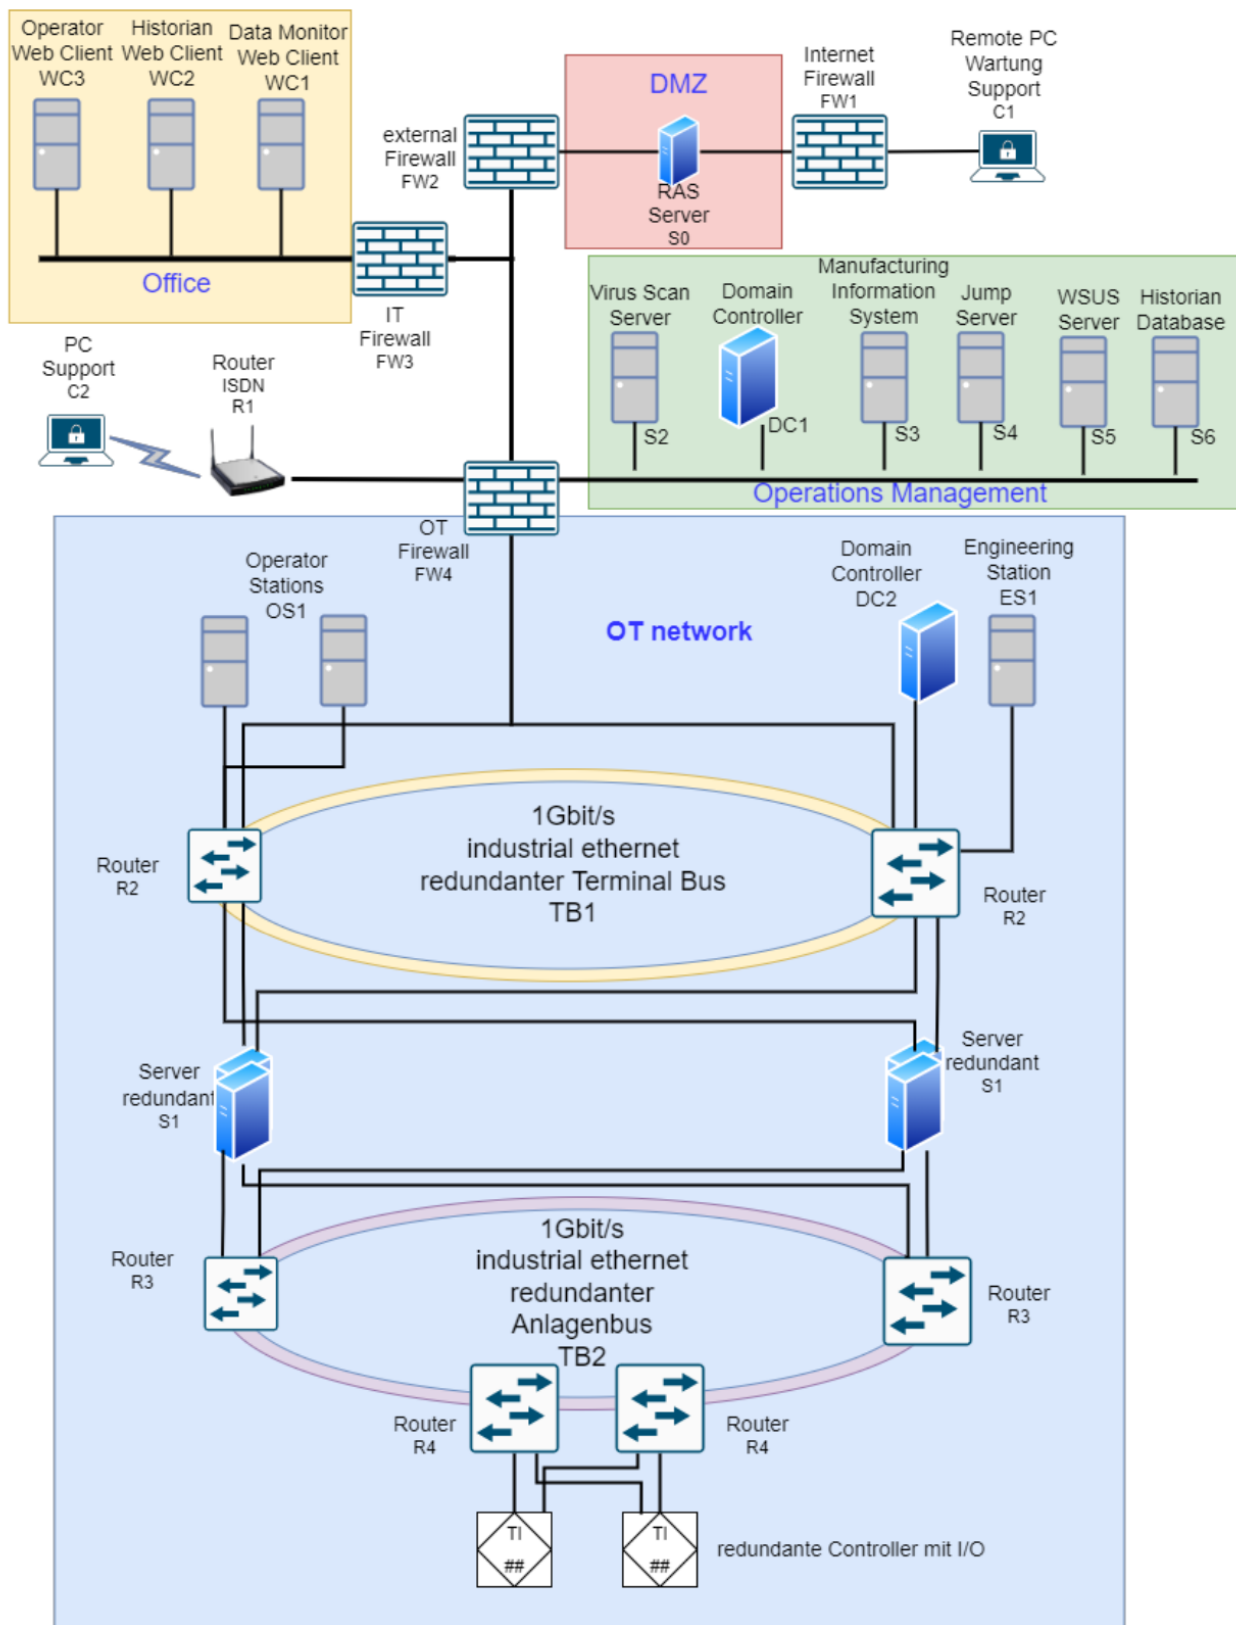 Operator
Web Client
WC3
Historian
Web Client
WC2
Data Monitor
Web Client
WC1
Office
external
Firewall
FW2
DMZ
RAS
Server
S0
Internet
Firewall
FW1
Remote PC
Wartung
Support
C1
IT
Firewall
FW3
PC
Support
C2
Router
ISDN
R1
Virus Scan
Server
S2
Domain
Controller
DC1
Manufacturing
Information
System
S3
Jump
Server
S4
WSUS
Server
S5
Historian
Database
S6
Operations Management
OT
Firewall
FW4
Operator
Stations
OS1
OT network
Domain
Controller
DC2
Engineering
Station
ES1
Router
R2
1Gbit/s
industrial ethernet
redundanter Terminal Bus
TB1
Router
R2
Server
redundant
S1
Server
redundant
S1
Router
R3
1Gbit/s
industrial ethernet
redundanter
Anlagenbus
TB2
Router
R3
Router
R4
Router
R4
TI
##
TI
##
redundante Controller mit I/O